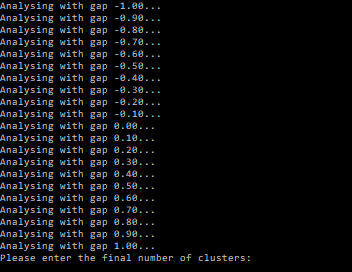 Analysing with gap -1.00...
Analysing with gap -0.90...
Analysing with gap -0.80...
Analysing with gap -0.70...
Analysing with gap -0.60...
Analysing with gap -0.50...
Analysing with gap -0.40...
Analysing with gap -0.30...
Analysing with gap -0.20...
Analysing with gap -0.10...
Analysing with gap 0.00...
Analysing with gap 0.10...
Analysing with gap 0.20...
Analysing with gap 0.30...
Analysing with gap 0.40...
Analysing with gap 0.50...
Analysing with gap 0.60...
Analysing with gap 0.70...
Analysing with gap 0.80...
Analysing with gap 0.90...
Analysing with gap 1.00...
Please enter the final number of clusters: